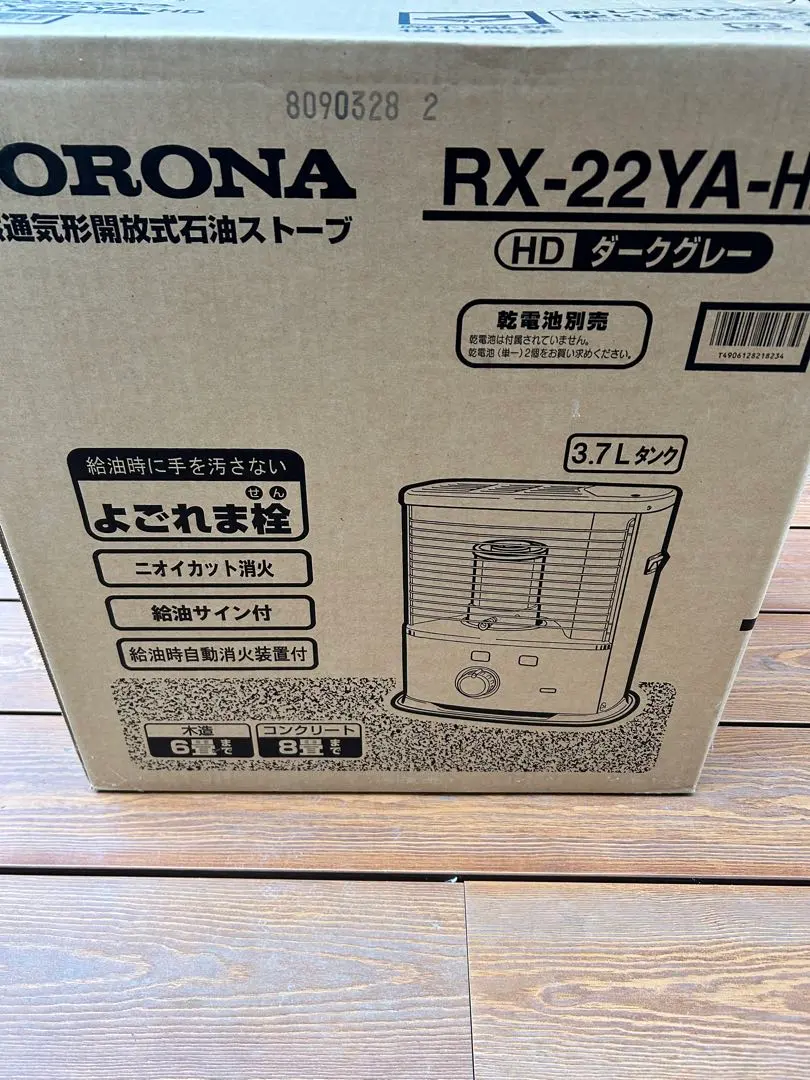 8090328 2
ORONA
通気形開放式石油ストーブ
RX-22YA-H
HD ダークグレー
乾電池別売
乾電池は付属されていません。
乾電池(単一)2個をお買い求めください。
T4906128218234
3.7Lタンク
給油時に手を汚さない
せん
よごれま栓
ニオイカット消火
給油サイン付
給油時自動消火装置付
木造
6畳まで
コンクリート
8畳まで